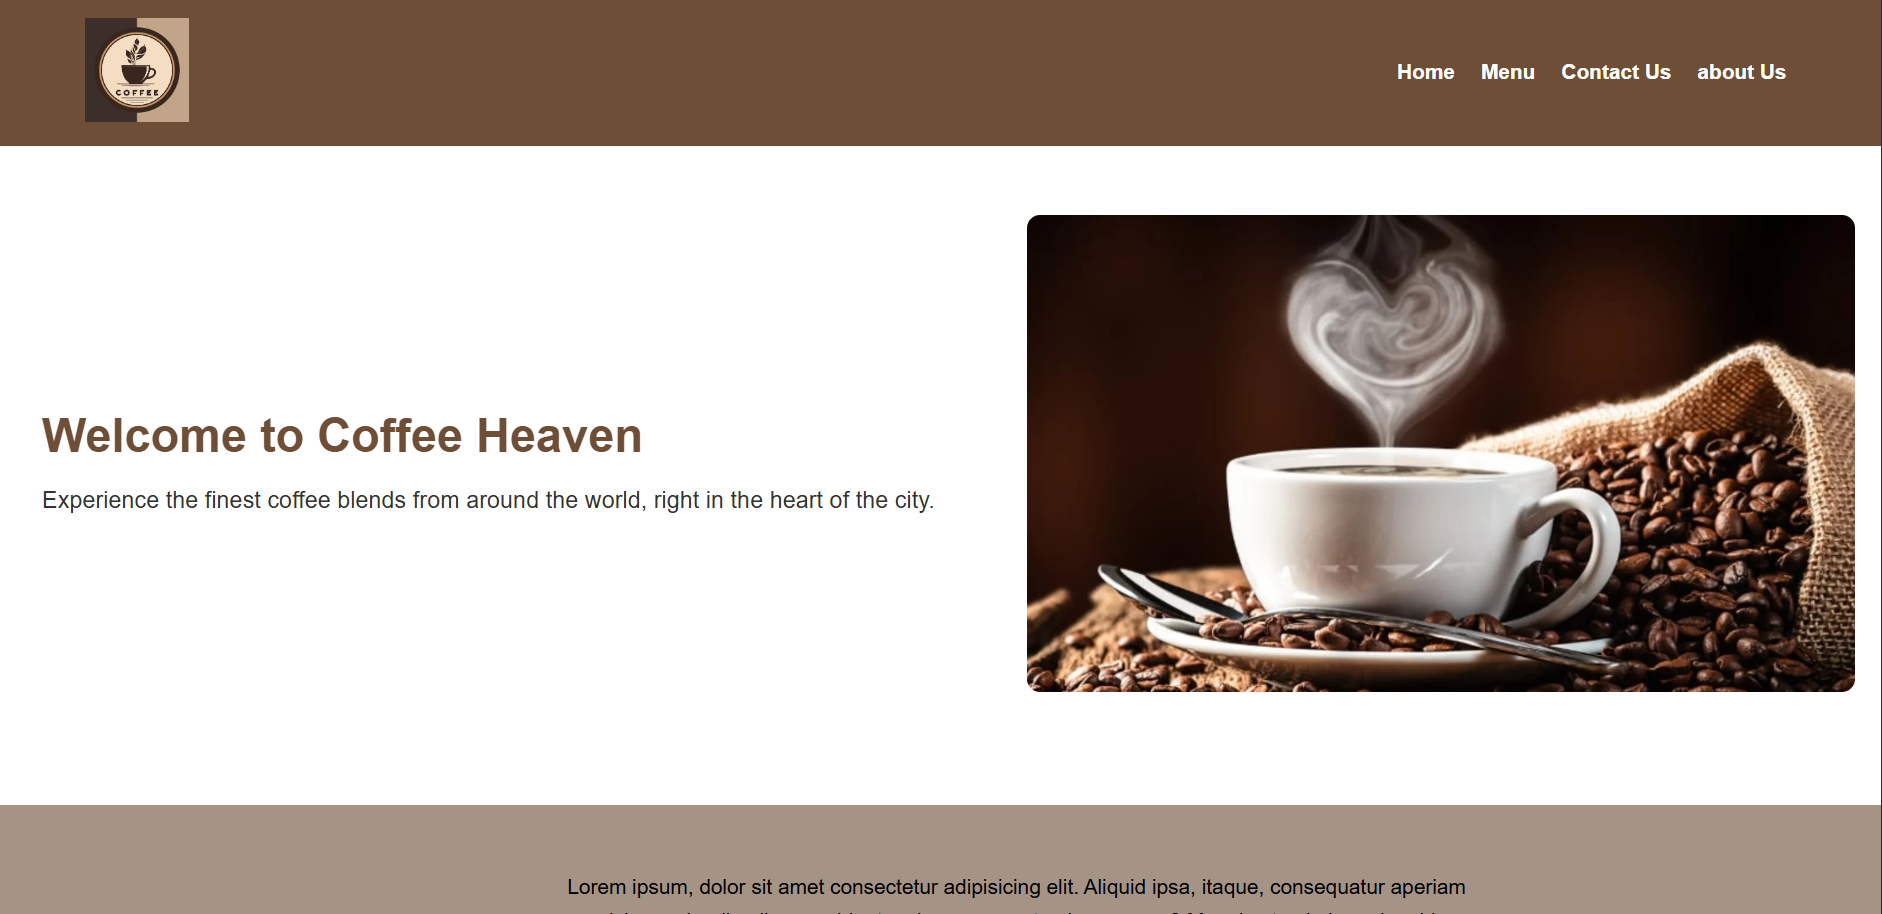 COFFEE
Home Menu Contact Us about Us
Welcome to Coffee Heaven
Experience the finest coffee blends from around the world, right in the heart of the city.
Lorem ipsum, dolor sit amet consectetur adipisicing elit. Aliquid ipsa, itaque, consequatur aperiam